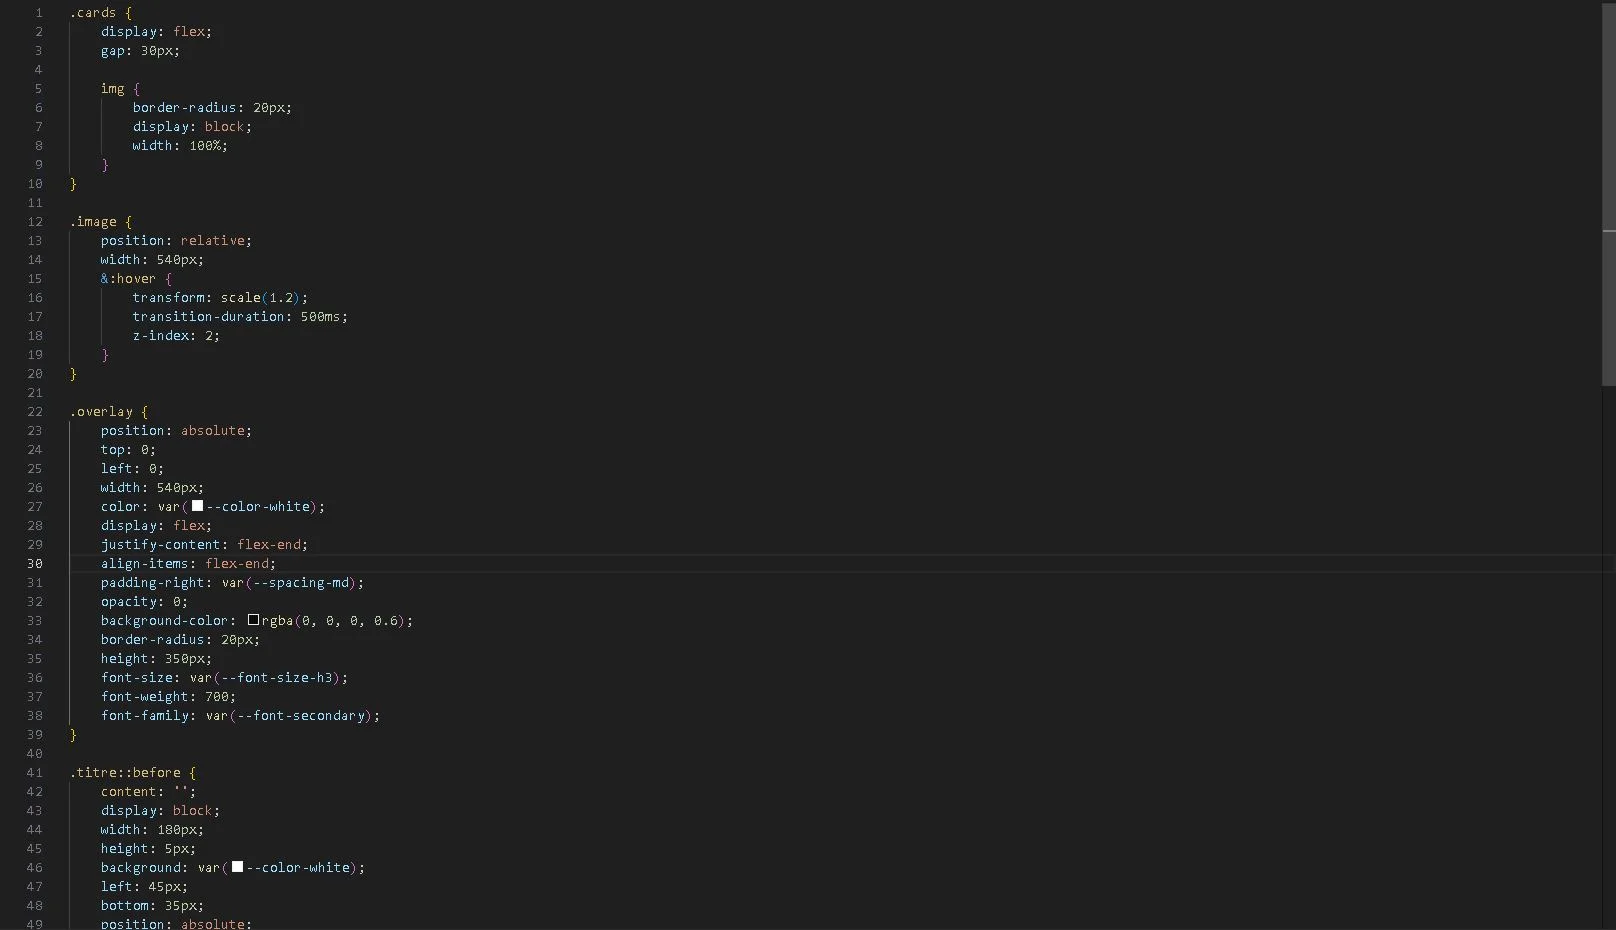 1 .cards {
2 display: flex;
3 gap: 30px;
4
5 img {
6 border-radius: 20px;
7 display: block;
8 width: 100%;
9 }
10 }
11
12 .image {
13 position: relative;
14 width: 540px;
15 &:hover {
16 transform: scale(1.2);
17 transition-duration: 500ms;
18 z-index: 2;
19 }
20 }
21
22 .overlay {
23 position: absolute;
24 top: 0;
25 left: 0;
26 width: 540px;
27 color: var(--color-white);
28 display: flex;
29 justify-content: flex-end;
30 align-items: flex-end;
31 padding-right: var(--spacing-md);
32 opacity: 0;
33 background-color: rgba(0, 0, 0, 0.6);
34 border-radius: 20px;
35 height: 350px;
36 font-size: var(--font-size-h3);
37 font-weight: 700;
38 font-family: var(--font-secondary);
39 }
40
41 .titre::before {
42 content: '';
43 display: block;
44 width: 180px;
45 height: 5px;
46 background: var(--color-white);
47 left: 45px;
48 bottom: 35px;
49 position: absolute;